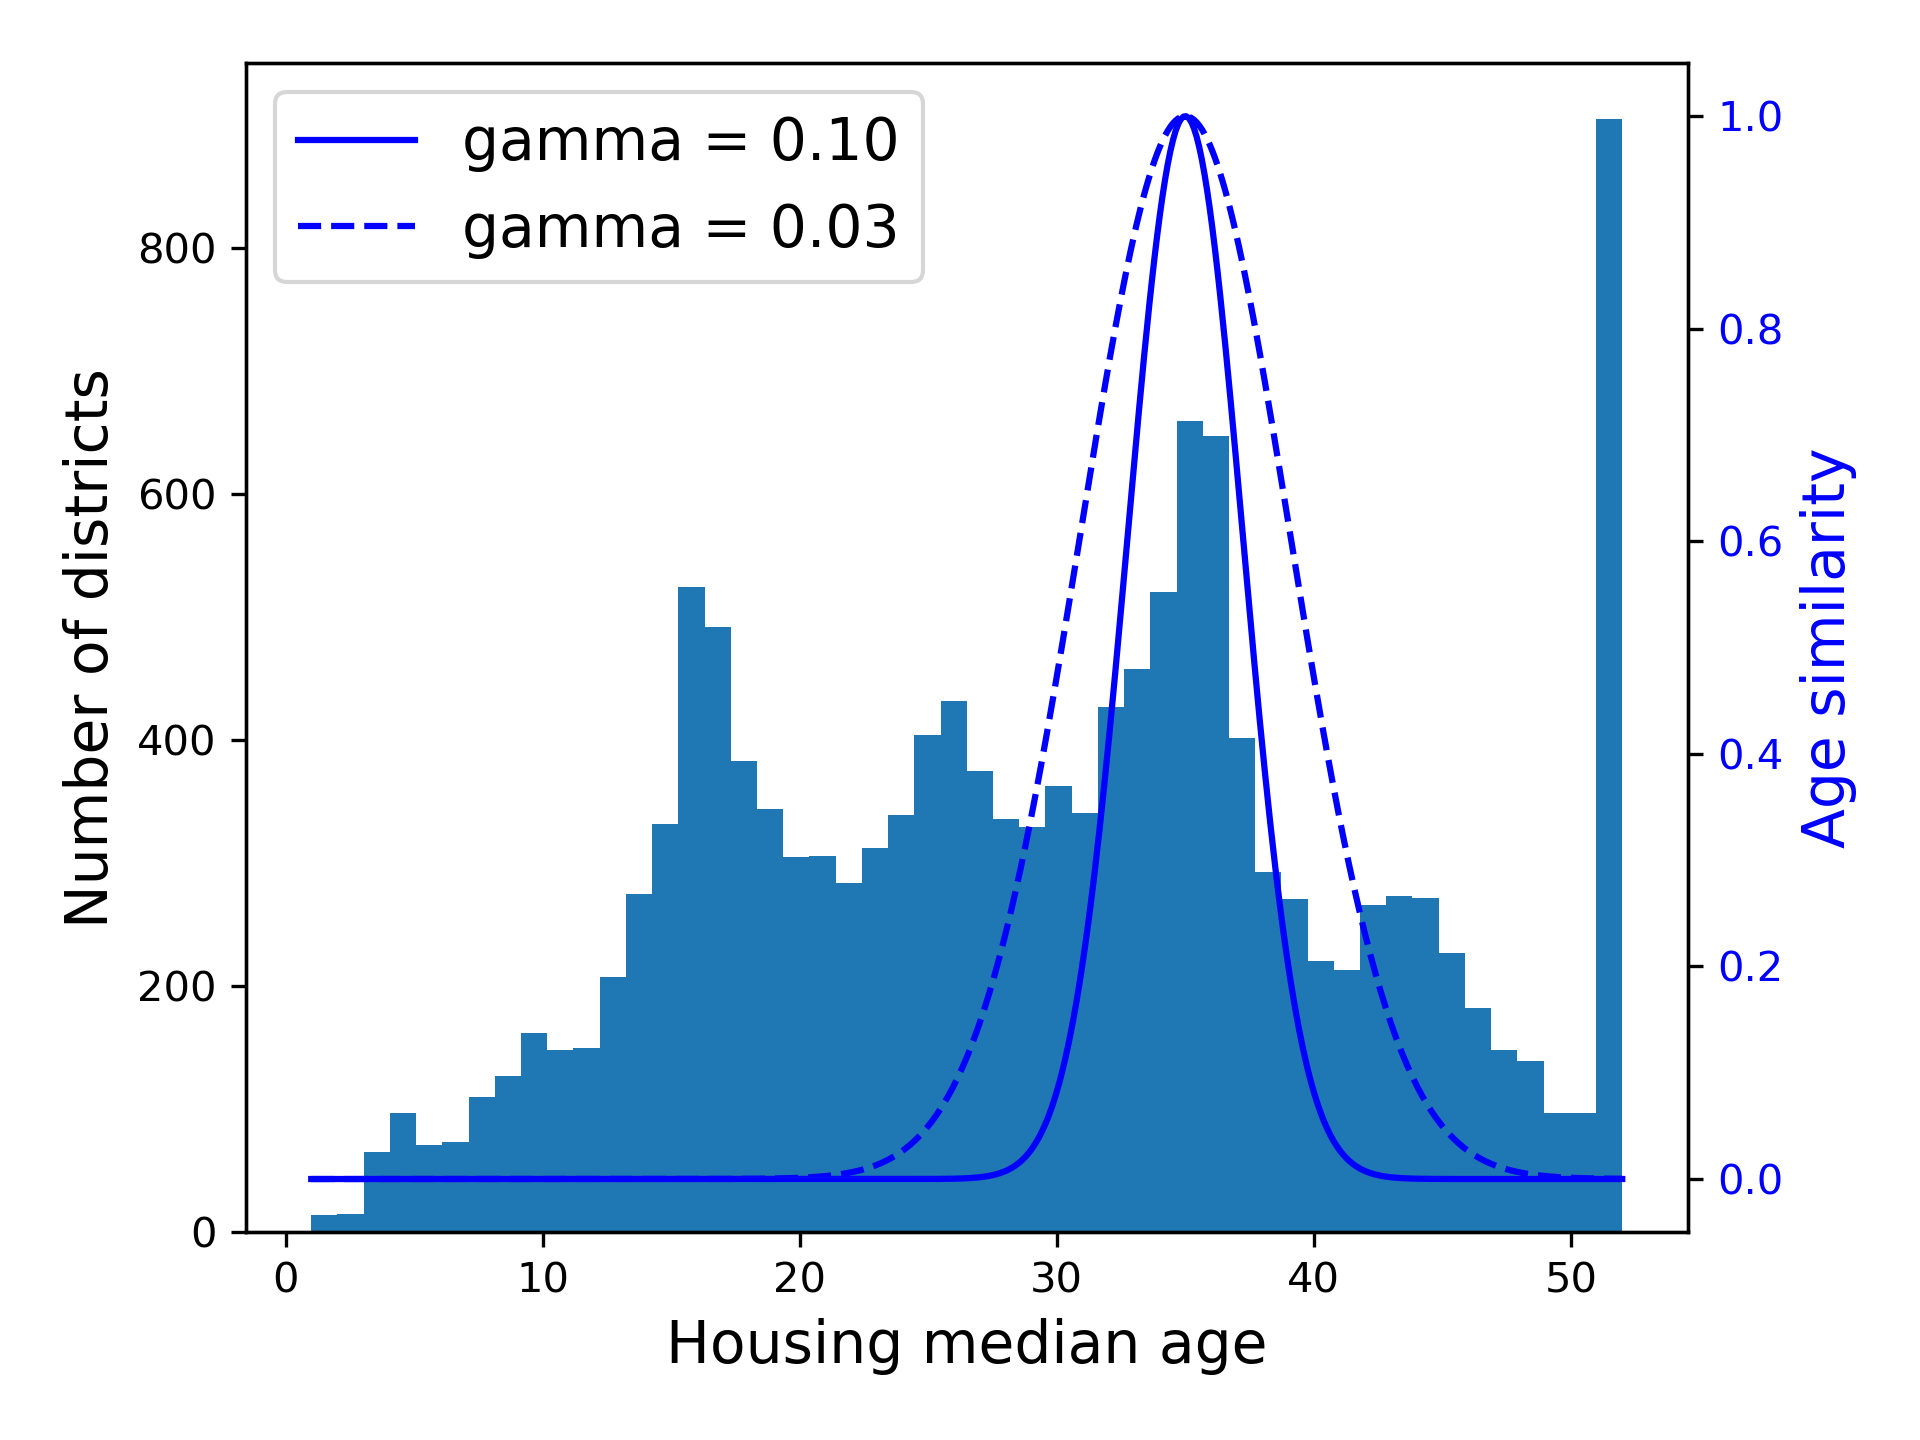 gamma = 0.10
gamma = 0.03
Number of districts
800
600
400
200
0
1.0
0.8
0.6
0.4
0.2
0.0
Age similarity
0 10 20 30 40 50
Housing median age